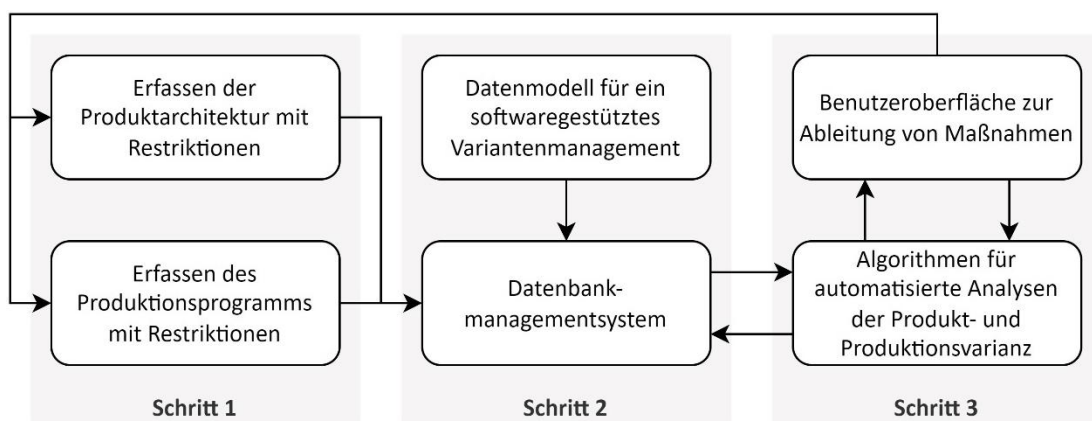 Erfassen der
Produktarchitektur mit
Restriktionen
Erfassen des
Produktionsprogramms
mit Restriktionen
Schritt 1
Datenmodell für ein
softwaregestütztes
Variantenmanagement
Datenbank-
managementsystem
Schritt 2
Benutzeroberfläche zur
Ableitung von Maßnahmen
Algorithmen für
automatisierte Analysen
der Produkt- und
Produktionsvarianz
Schritt 3